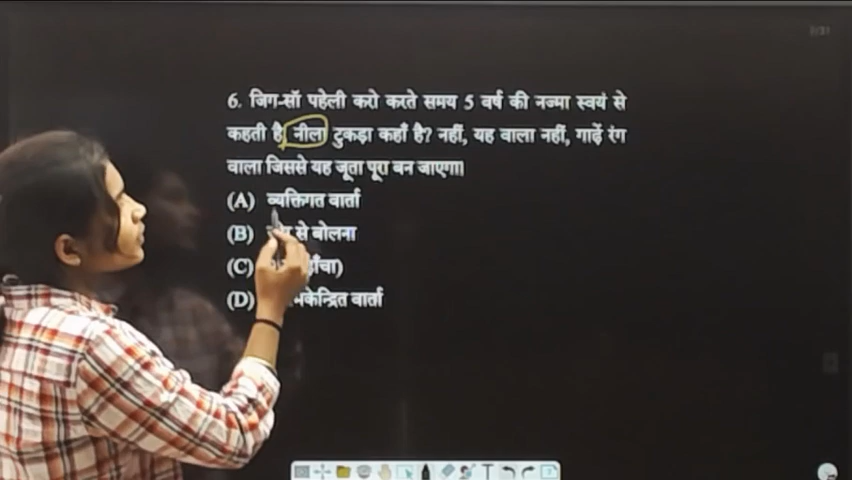 6. जिग-सॉ पहेली करो करते समय 5 वर्ष की नज्मा स्वयं से
कहती है, नीला टुकड़ा कहाँ है? नहीं, यह वाला नहीं, गाढ़ें रंग
वाला जिससे यह जूता पूरा बन जाएगा।
(A) व्यक्तिगत वार्ता
(B) से बोलना
(C)
(D) वार्ता